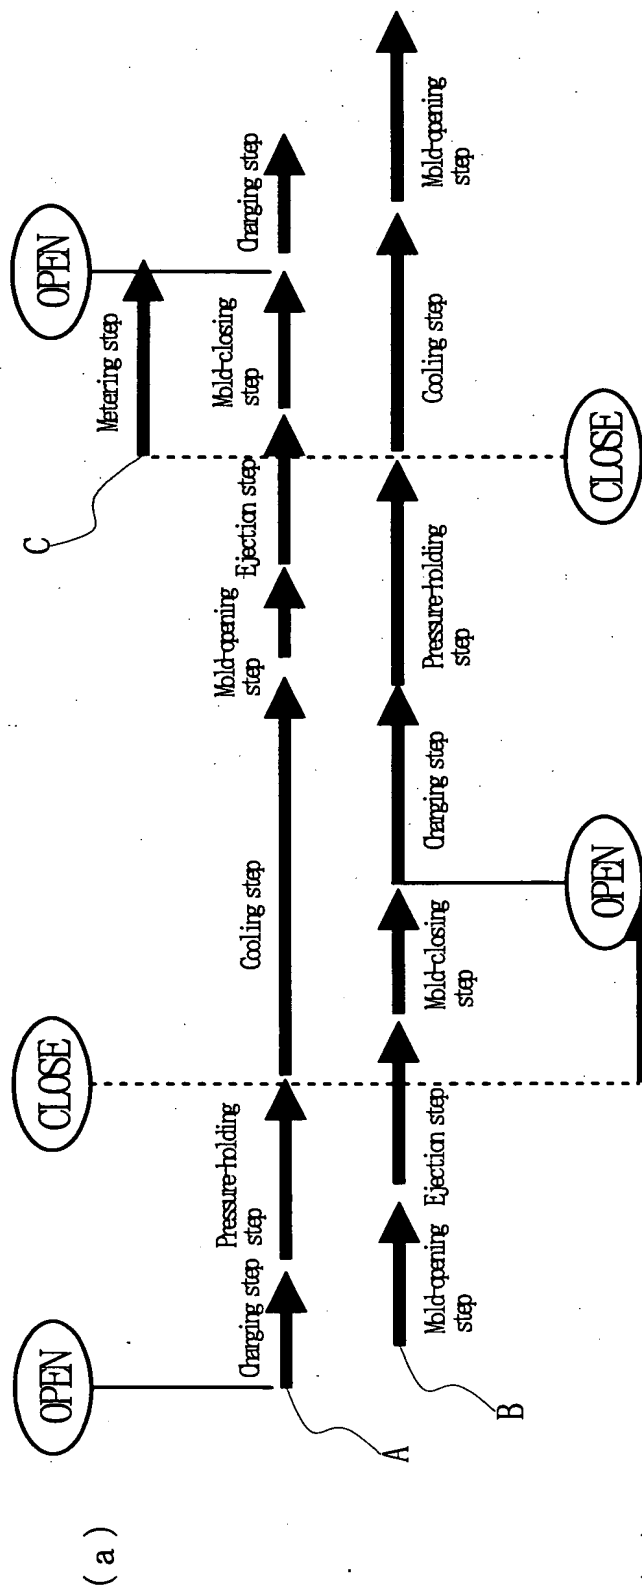 (a)
OPEN
CLOSE
OPEN
C
Metering step
A
Charging step
Pressure-holding
step
Cooling step
Mold-opening
step
Ejection step
Mold-closing
step
Charging step
B
Mold-opening
step
Ejection step
Mold-closing
step
Charging step
Pressure-holding
step
Cooling step
Mold-opening
step
OPEN
CLOSE